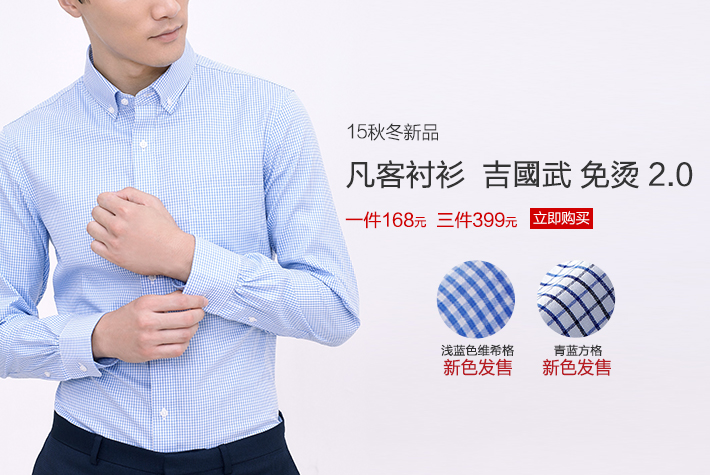 15秋冬新品
凡客衬衫 吉國武 免烫 2.0
一件168元 三件399元 立即购买
浅蓝色维希格 青蓝方格
新色发售 新色发售